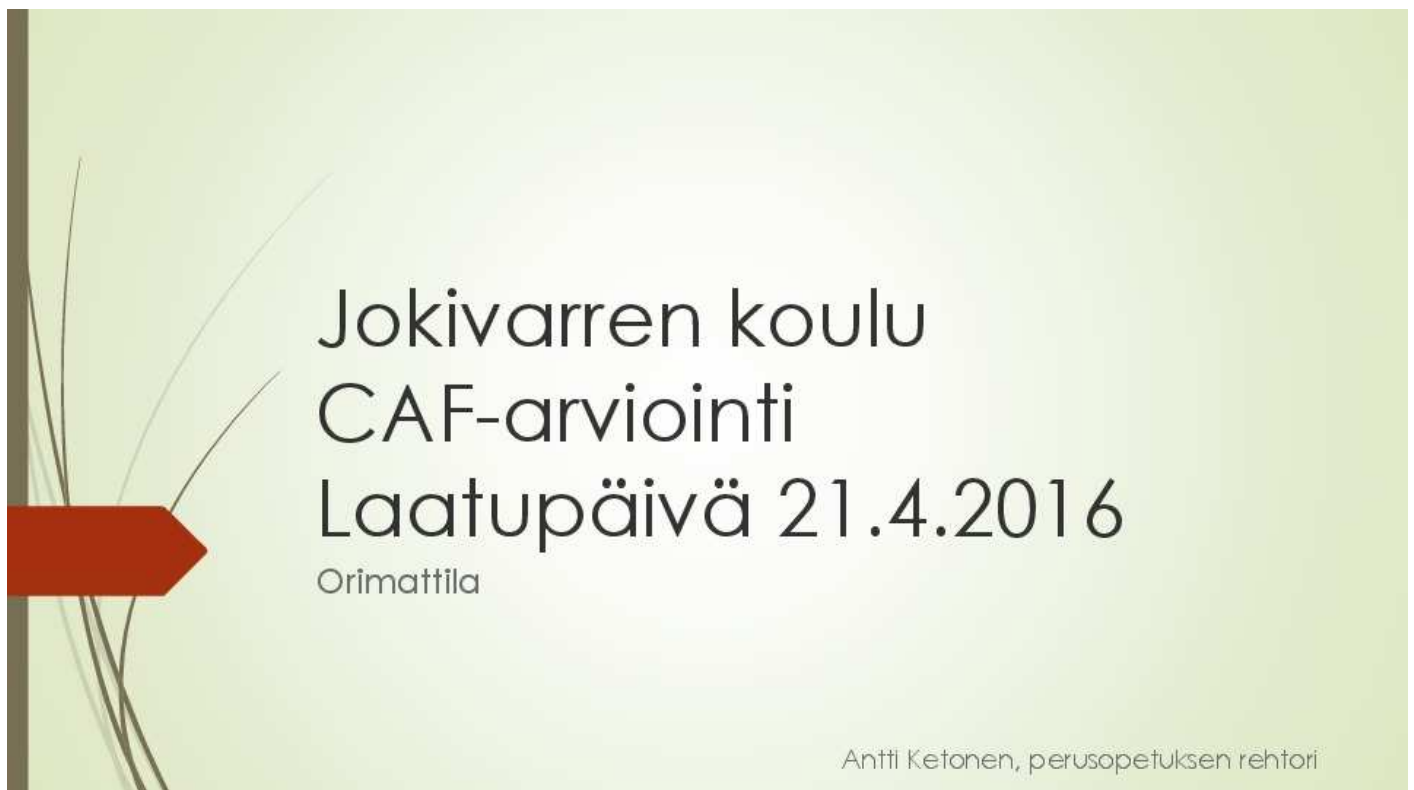 Jokivarren koulu
CAF-arviointi
Laatupäivä 21.4.2016
Orimattila
Antti Ketonen, perusopetuksen rehtori